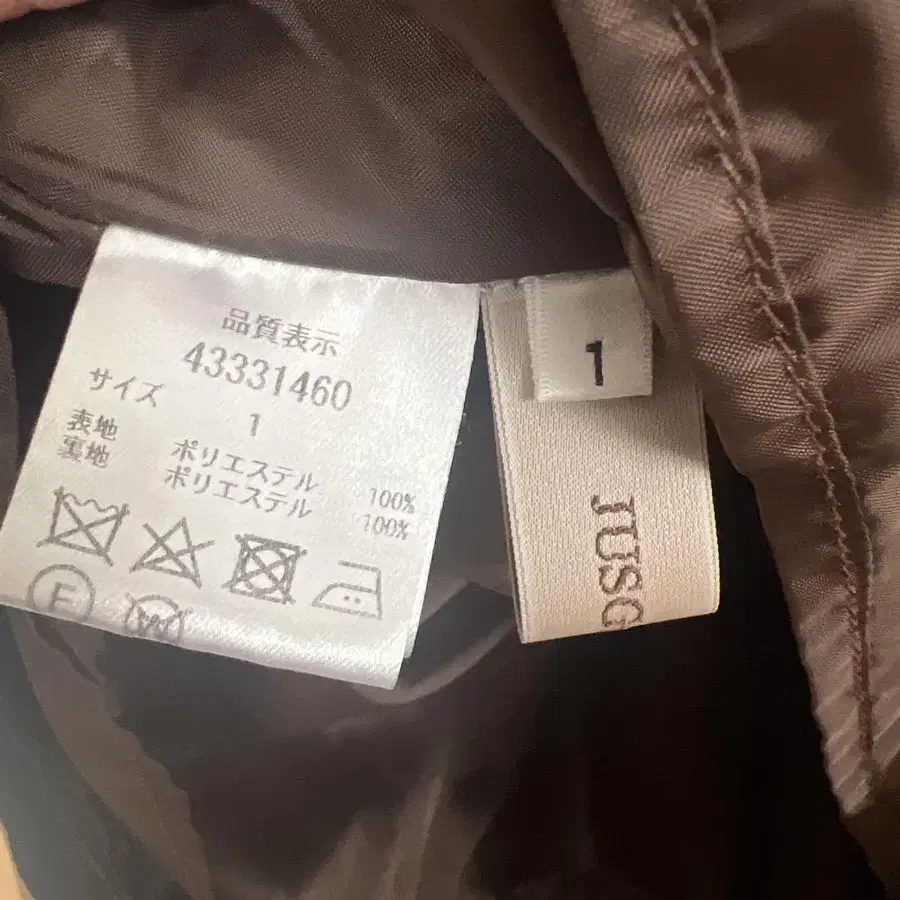 品質表示
43331460
サイズ
1
表地 ポリエステル 100%
裏地 ポリエステル 100%
F
1
JUSG